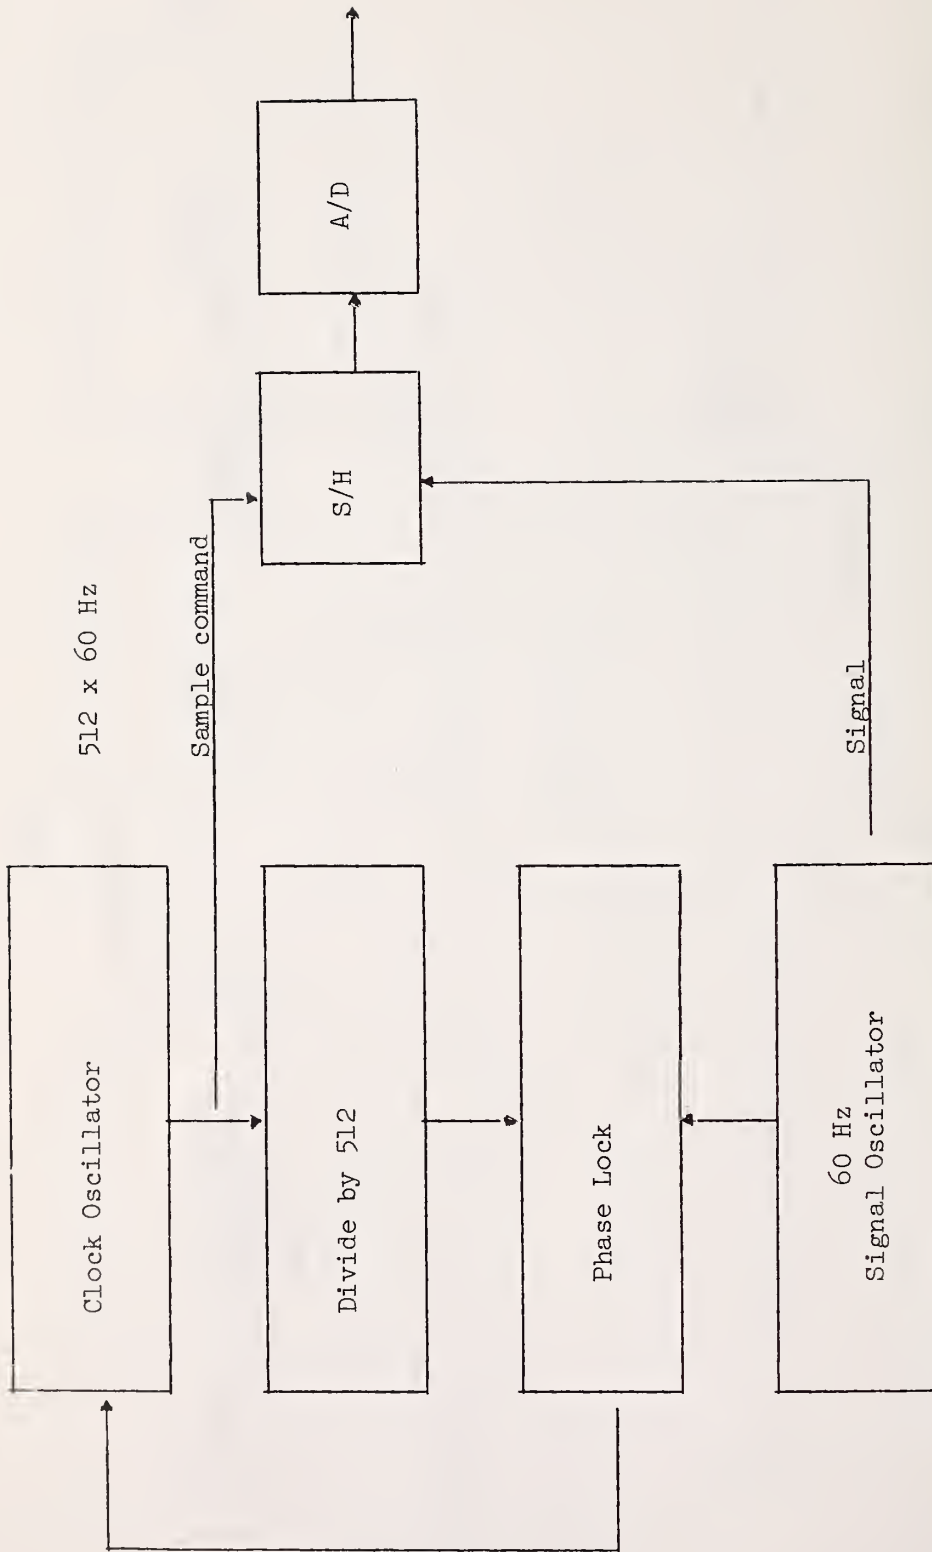 Clock Oscillator
512 x 60 Hz
Sample command
Divide by 512
S/H
A/D
Phase Lock
60 Hz
Signal Oscillator
Signal